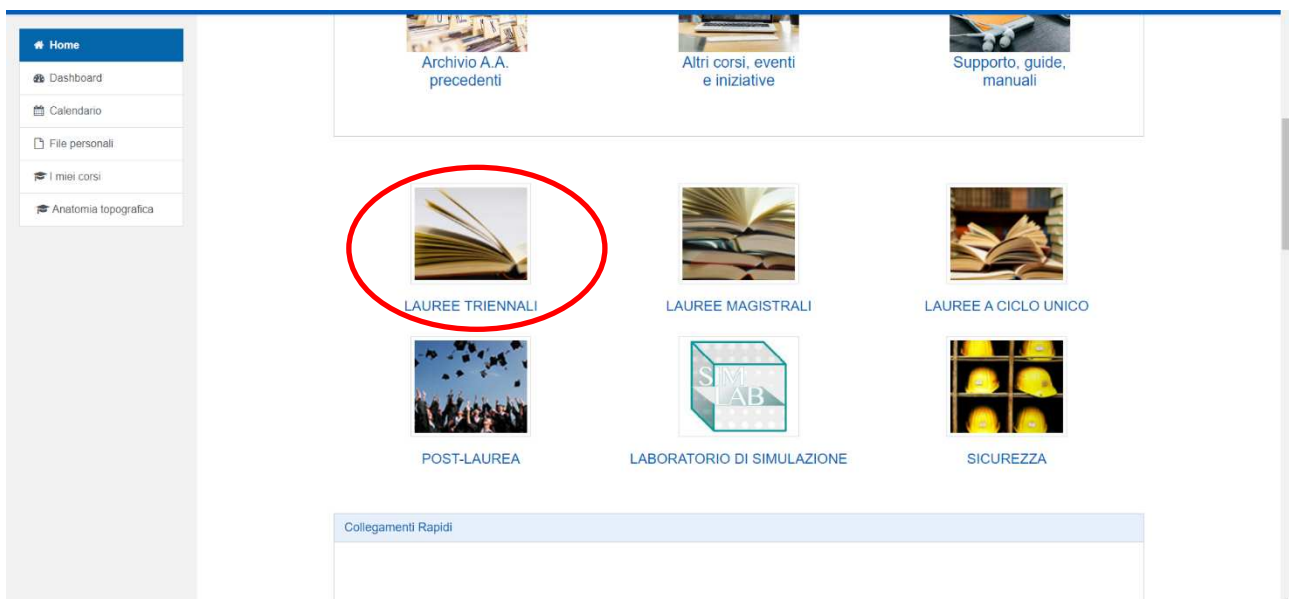 Home
Dashboard
Calendario
File personali
I miei corsi
Anatomia topografica
Archivio A.A.
precedenti
Altri corsi, eventi
e iniziative
Supporto, guide,
manuali
LAUREE TRIENNALI
LAUREE MAGISTRALI
LAUREE A CICLO UNICO
SIM
LAB
POST-LAUREA
LABORATORIO DI SIMULAZIONE
SICUREZZA
Collegamenti Rapidi